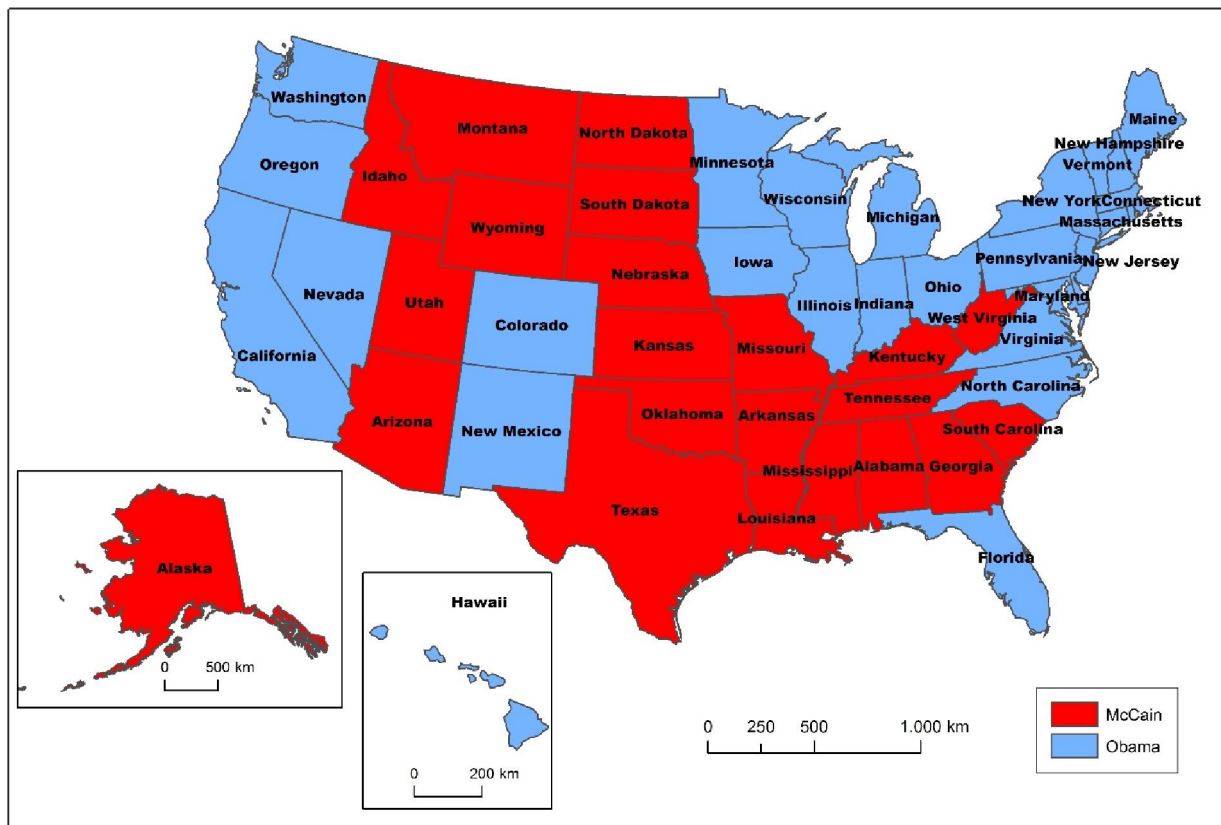 Maine
Washington
Montana
North Dakota
New Hampshire
Vermont
Minnesota
Oregon
Idaho
Wisconsin
South Dakota
New York
Connecticut
Michigan
Massachusetts
Wyoming
Pennsylvania
New Jersey
Iowa
Nebraska
Ohio
Nevada
Utah
Illinois
Indiana
Maryland
West Virginia
Colorado
Virginia
Kansas
Missouri
California
Kentucky
North Carolina
Tennessee
Oklahoma
Arkansas
Arizona
New Mexico
South Carolina
Mississippi
Alabama
Georgia
Texas
Louisiana
Florida
Alaska
Hawaii
0 500 km
0 200 km
0 250 500 1.000 km
McCain
Obama